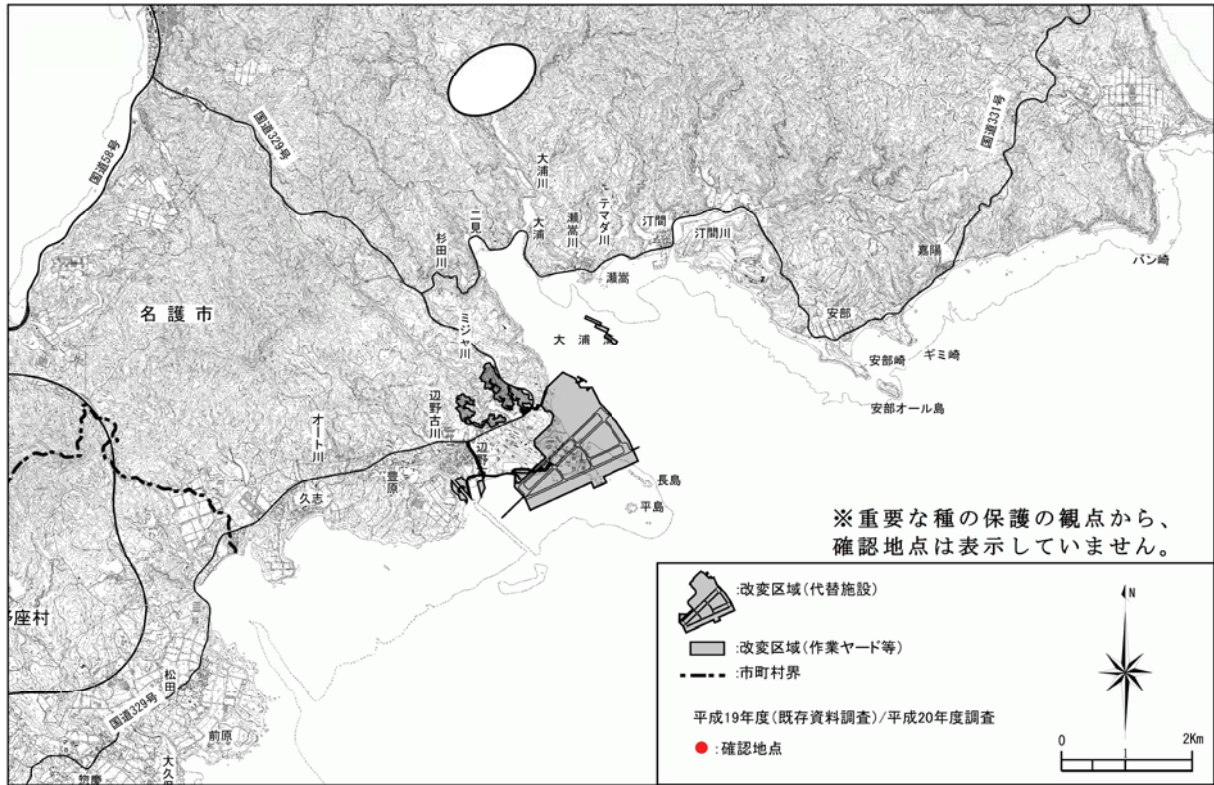 国道58号
国道329号
国道331号
大浦川
二見
大浦
瀬嵩川
テマダ川
汀間
汀間川
杉田川
瀬嵩
嘉陽
バン崎
名護市
ミジャ川
大浦
安部
安部崎
ギミ崎
安部オール島
辺野古川
オート川
辺野
豊原
久志
長島
平島
※重要な種の保護の観点から、
確認地点は表示していません。
座村
松田
国道329号
前原
大久保
惣慶
:改変区域(代替施設)
:改変区域(作業ヤード等)
:市町村界
平成19年度(既存資料調査)/平成20年度調査
:確認地点
N
0 1 2Km